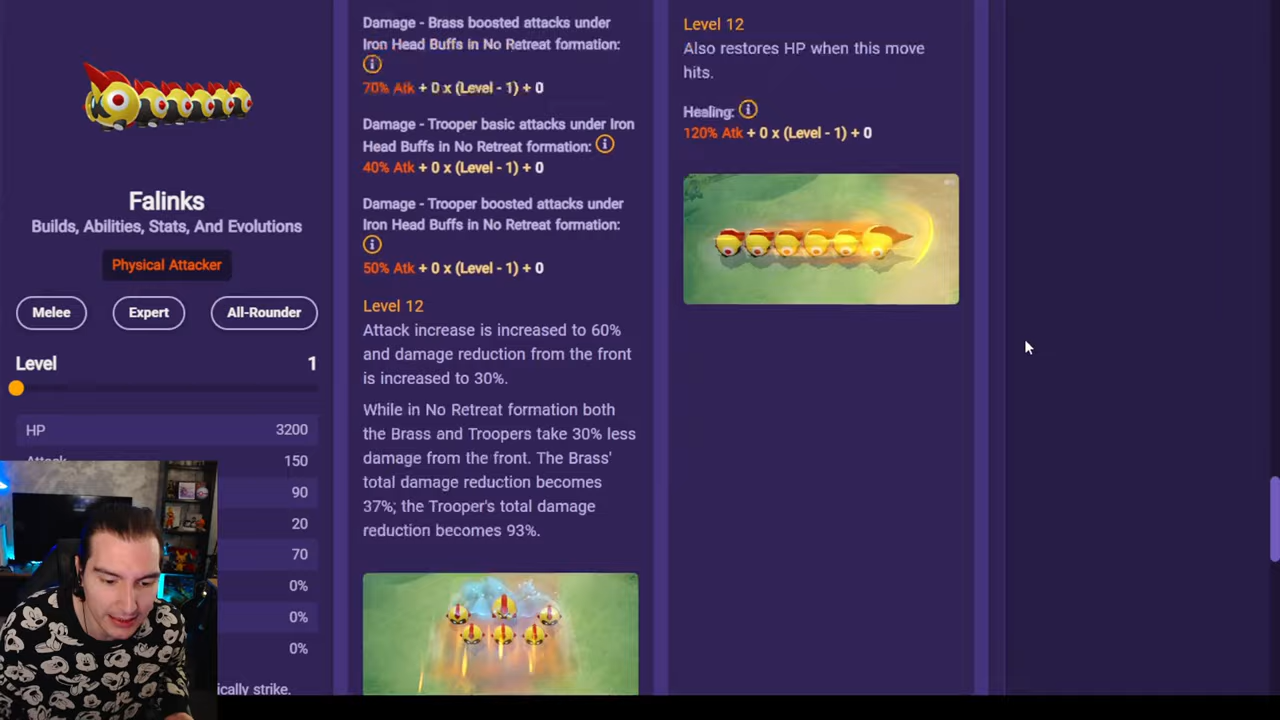 Falinks
Builds, Abilities, Stats, And Evolutions
Physical Attacker
Melee
Expert
All-Rounder
Level
1
HP
3200
Attack
150
90
20
70
0%
0%
0%
ically strike.
Damage - Brass boosted attacks under
Iron Head Buffs in No Retreat formation:
70% Atk + 0 x (Level - 1) + 0
Damage - Trooper basic attacks under Iron
Head Buffs in No Retreat formation:
40% Atk + 0 x (Level - 1) + 0
Damage - Trooper boosted attacks under
Iron Head Buffs in No Retreat formation:
50% Atk + 0 x (Level - 1) + 0
Level 12
Attack increase is increased to 60%
and damage reduction from the front
is increased to 30%.
While in No Retreat formation both
the Brass and Troopers take 30% less
damage from the front. The Brass'
total damage reduction becomes
37%; the Trooper's total damage
reduction becomes 93%.
Level 12
Also restores HP when this move
hits.
Healing:
120% Atk + 0 x (Level - 1) + 0